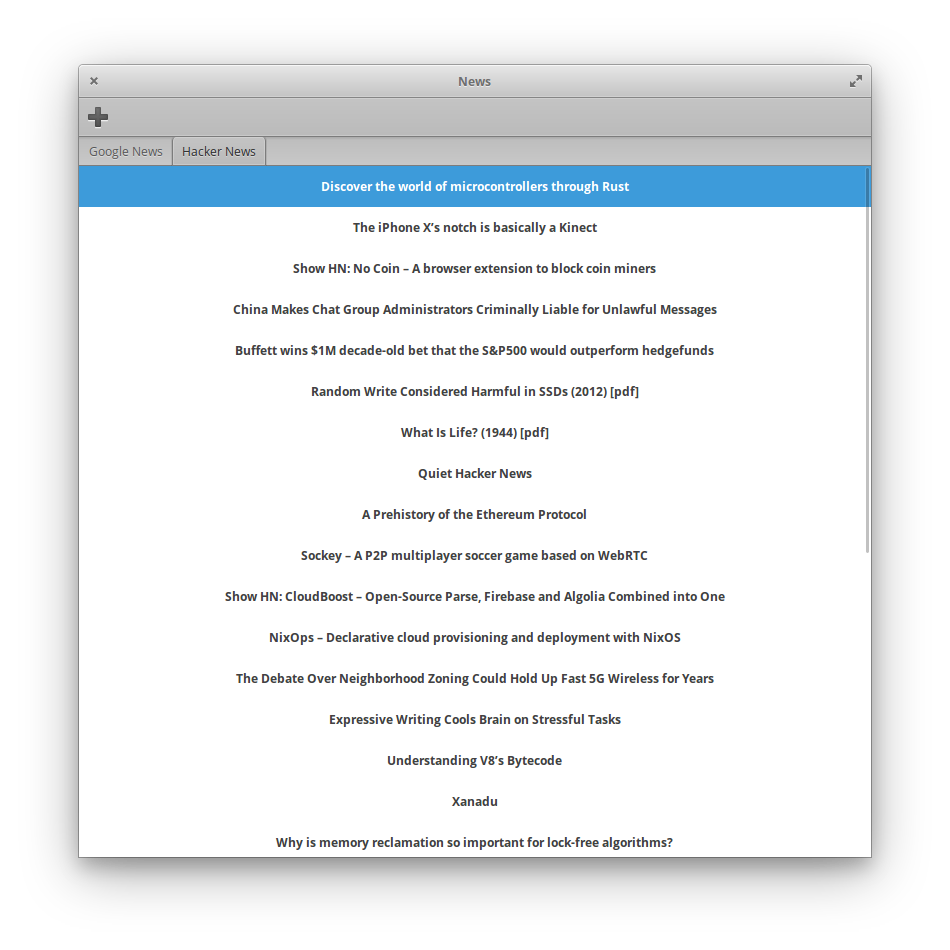 News
Google News
Hacker News
Discover the world of microcontrollers through Rust
The iPhone X’s notch is basically a Kinect
Show HN: No Coin – A browser extension to block coin miners
China Makes Chat Group Administrators Criminally Liable for Unlawful Messages
Buffett wins $1M decade-old bet that the S&P500 would outperform hedgefunds
Random Write Considered Harmful in SSDs (2012) [pdf]
What Is Life? (1944) [pdf]
Quiet Hacker News
A Prehistory of the Ethereum Protocol
Sockey – A P2P multiplayer soccer game based on WebRTC
Show HN: CloudBoost – Open-Source Parse, Firebase and Algolia Combined into One
NixOps – Declarative cloud provisioning and deployment with NixOS
The Debate Over Neighborhood Zoning Could Hold Up Fast 5G Wireless for Years
Expressive Writing Cools Brain on Stressful Tasks
Understanding V8’s Bytecode
Xanadu
Why is memory reclamation so important for lock-free algorithms?